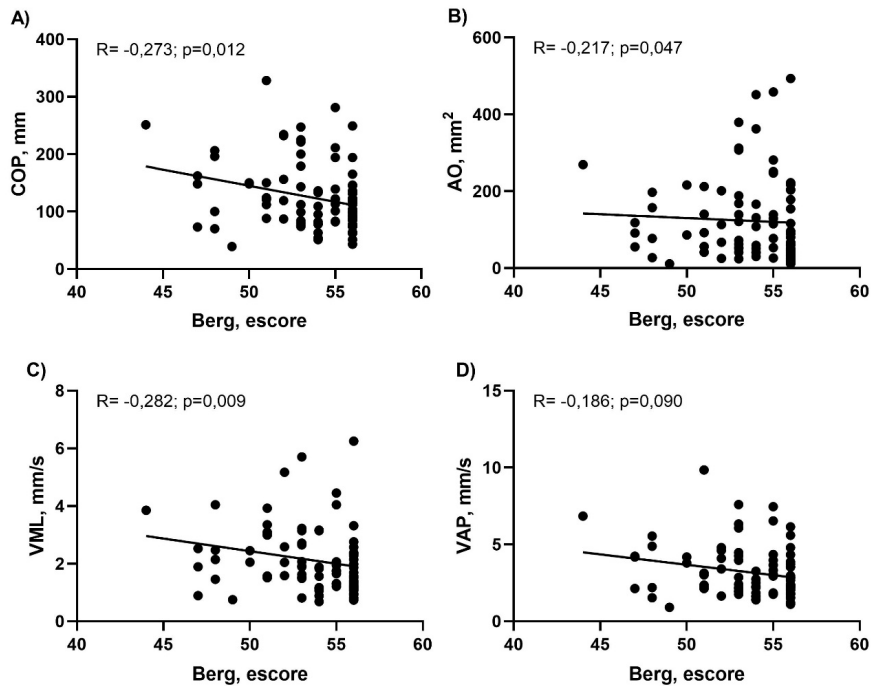 A)
R= -0,273; p=0,012
COP, mm
400
300
200
100
0
40
45
50
55
60
Berg, escore
B)
R= -0,217; p=0,047
AO, mm²
600
400
200
0
40
45
50
55
60
Berg, escore
C)
R= -0,282; p=0,009
VML, mm/s
8
6
4
2
0
40
45
50
55
60
Berg, escore
D)
R= -0,186; p=0,090
VAP, mm/s
15
10
5
0
40
45
50
55
60
Berg, escore